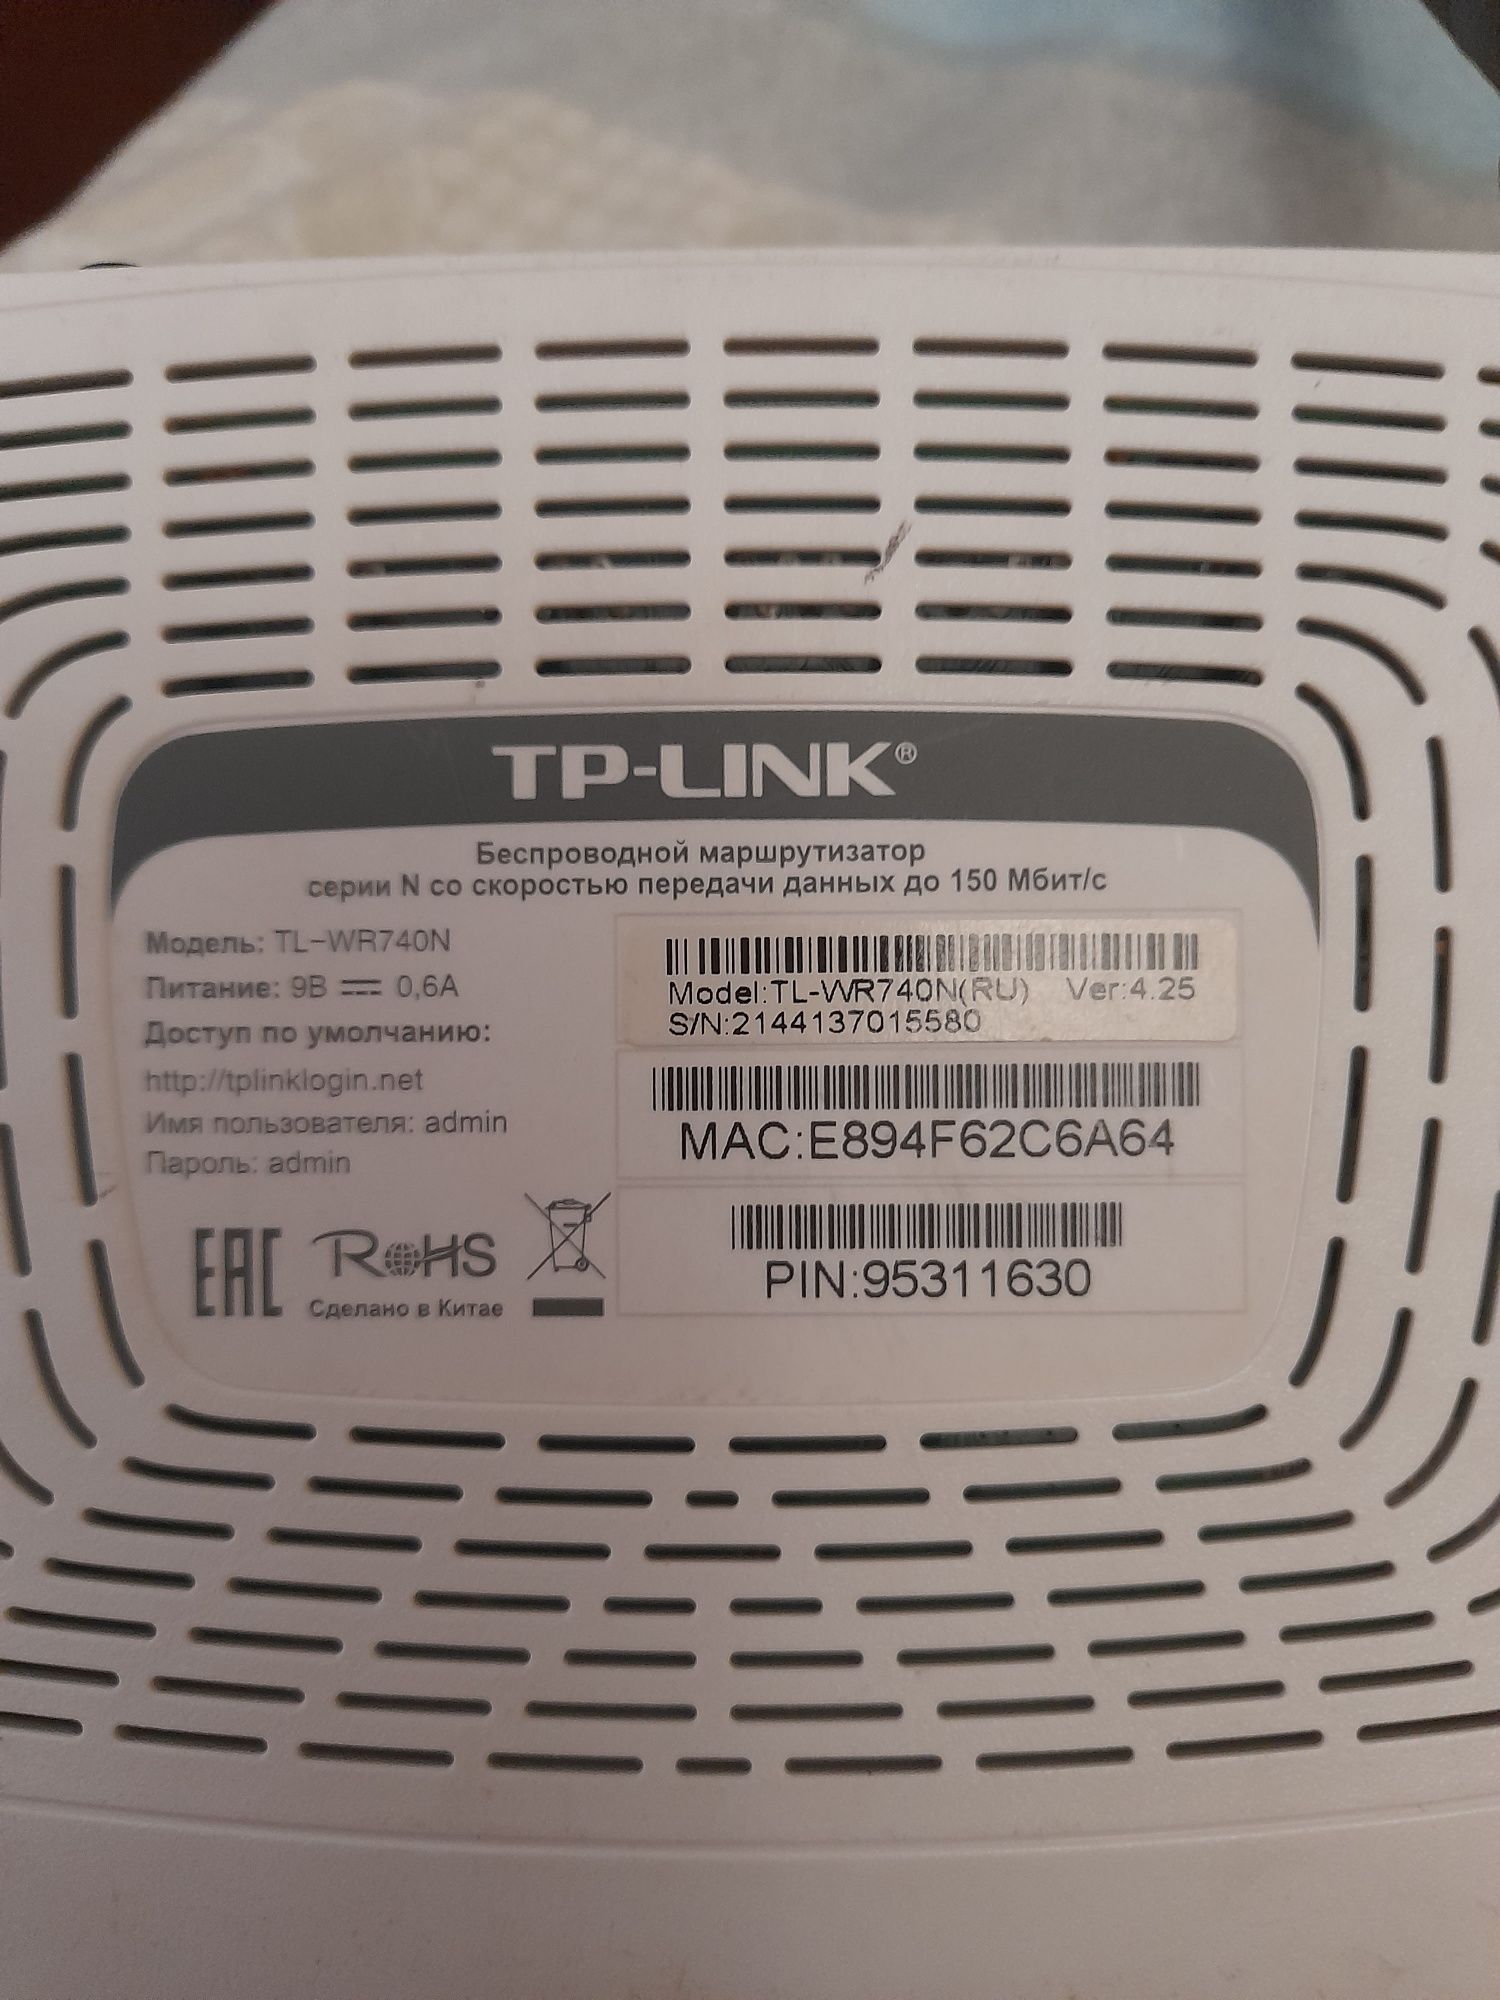 TP-LINK®
Беспроводной маршрутизатор
серии N со скоростью передачи данных до 150 Мбит/с
Модель: TL-WR740N
Питание: 9В 0,6А
Доступ по умолчанию:
http://tplinklogin.net
Имя пользователя: admin
Пароль: admin
EAC
RoHS
Сделано в Китае
Model:TL-WR740N(RU) Ver:4.25
S/N:2144137015580
MAC:E894F62C6A64
PIN:95311630